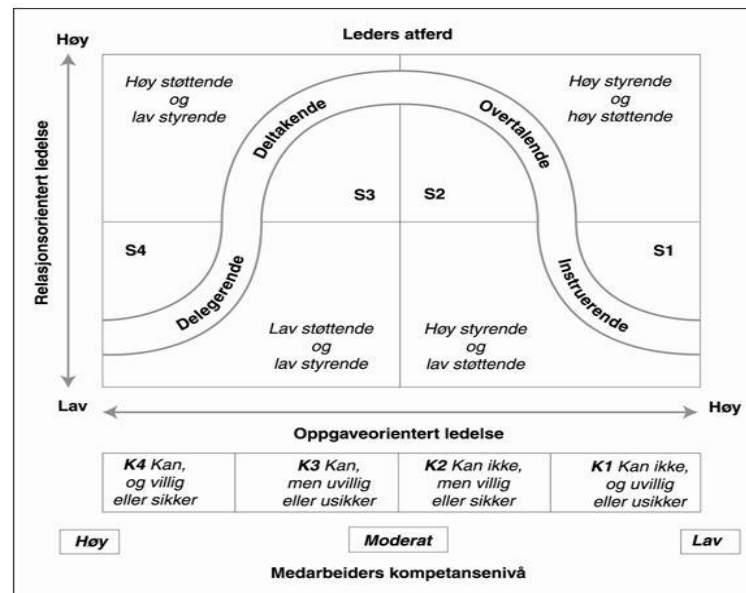 Leders atferd
Høy
Relasjonsorientert ledelse
Høy støttende
og
lav styrende
Høy styrende
og
høy støttende
Deltakende
Overtalende
S3
S2
S4
S1
Delegerende
Instruerende
Lav støttende
og
lav styrende
Høy styrende
og
lav støttende
Lav
Høy
Oppgaveorientert ledelse
K4 Kan,
og villig
eller sikker
K3 Kan,
men uvillig
eller usikker
K2 Kan ikke,
men villig
eller sikker
K1 Kan ikke,
og uvillig
eller usikker
Høy
Moderat
Lav
Medarbeiders kompetansenivå